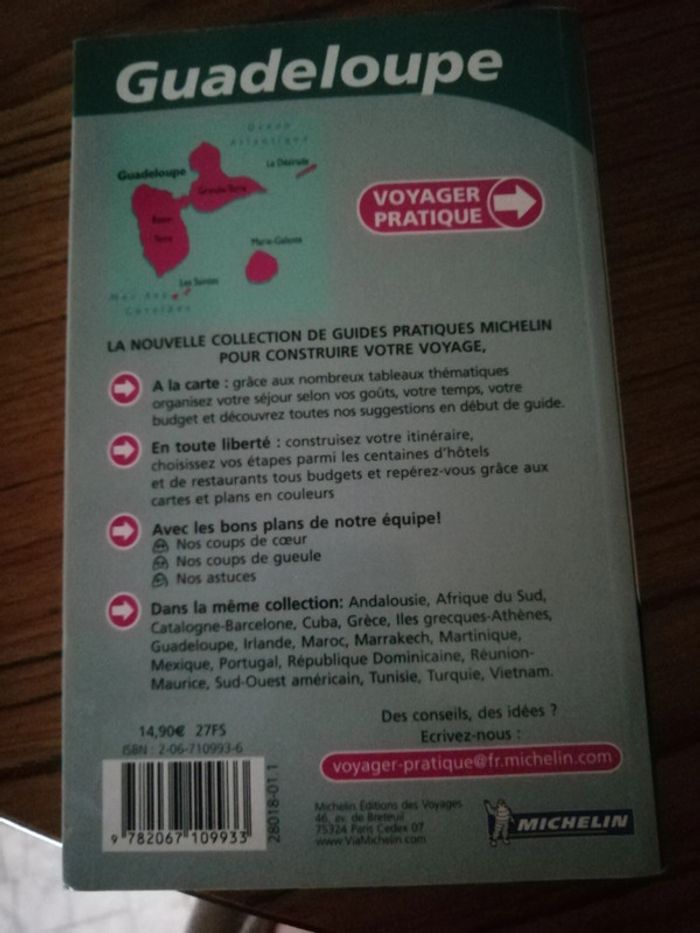 Guadeloupe
Océan
Atlantique
Guadeloupe
La Désirade
Grande-Terre
Basse-
Terre
Marie-Galante
Les Saintes
Mer des
Caraïbes
VOYAGER
PRATIQUE
LA NOUVELLE COLLECTION DE GUIDES PRATIQUES MICHELIN
POUR CONSTRUIRE VOTRE VOYAGE,
A la carte : grâce aux nombreux tableaux thématiques
organisez votre séjour selon vos goûts, votre temps, votre
budget et découvrez toutes nos suggestions en début de guide.
En toute liberté : construisez votre itinéraire,
choisissez vos étapes parmi les centaines d'hôtels
et de restaurants tous budgets et repérez-vous grâce aux
cartes et plans en couleurs
Avec les bons plans de notre équipe!
Nos coups de cœur
Nos coups de gueule
Nos astuces
Dans la même collection: Andalousie, Afrique du Sud,
Catalogne-Barcelone, Cuba, Grèce, Iles grecques-Athènes,
Guadeloupe, Irlande, Maroc, Marrakech, Martinique,
Mexique, Portugal, République Dominicaine, Réunion-
Maurice, Sud-Ouest américain, Tunisie, Turquie, Vietnam.
14,90€ 27FS
ISBN : 2-06-710993-6
9 782067 109933
28018-01.1
Des conseils, des idées ?
Ecrivez-nous :
voyager-pratique@fr.michelin.com
Michelin Éditions des Voyages
46, av. de Breteuil
75324 Paris Cedex 07
www.ViaMichelin.com
MICHELIN